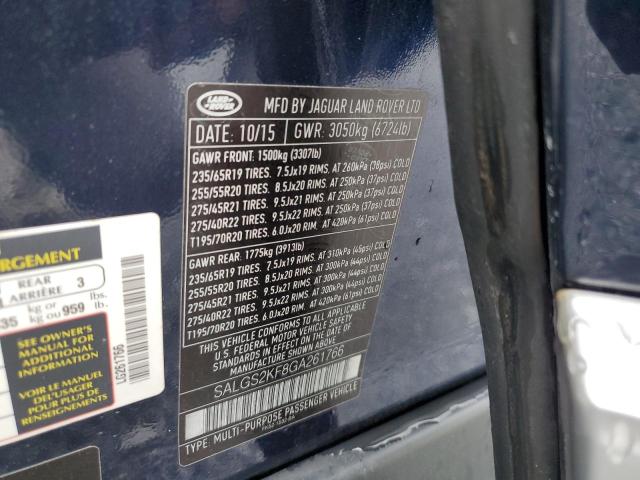 LAND ROVER
MFD BY JAGUAR LAND ROVER LTD
DATE: 10/15 GWR: 3050kg (6724lb)
GAWR FRONT: 1500kg (3307lb)
235/65R19 TIRES. 7.5Jx19 RIMS. AT 260kPa (38psi) COLD
255/55R20 TIRES. 8.5Jx20 RIMS. AT 250kPa (37psi) COLD
275/45R21 TIRES. 9.5Jx21 RIMS. AT 250kPa (37psi) COLD
275/40R22 TIRES. 9.5Jx22 RIMS. AT 250kPa (37psi) COLD
T195/70R20 TIRES. 6.0Jx20 RIM. AT 420kPa (61psi) COLD
GAWR REAR: 1775kg (3913lb)
235/65R19 TIRES. 7.5Jx19 RIMS. AT 310kPa (45psi) COLD
255/55R20 TIRES. 8.5Jx20 RIMS. AT 300kPa (44psi) COLD
275/45R21 TIRES. 9.5Jx21 RIMS. AT 300kPa (44psi) COLD
275/40R22 TIRES. 9.5Jx22 RIMS. AT 300kPa (44psi) COLD
T195/70R20 TIRES. 6.0Jx20 RIM. AT 420kPa (61psi) COLD
THIS VEHICLE CONFORMS TO ALL APPLICABLE
U.S. FEDERAL MOTOR VEHICLE SAFETY
STANDARDS IN EFFECT ON THE DATE OF
MANUFACTURE SHOWN ABOVE
SALGS2KF8GA261766
TYPE: MULTI-PURPOSE PASSENGER VEHICLE
RGEMENT
REAR
ARRIÈRE 3
35 kg or
kg ou 959 lbs.
lb.
SEE OWNER'S
MANUAL FOR
ADDITIONAL
INFORMATION
VOIR LE MANUEL
DE L'USAGER
POUR PLUS DE
RENSEIGNEMENTS
LG261766